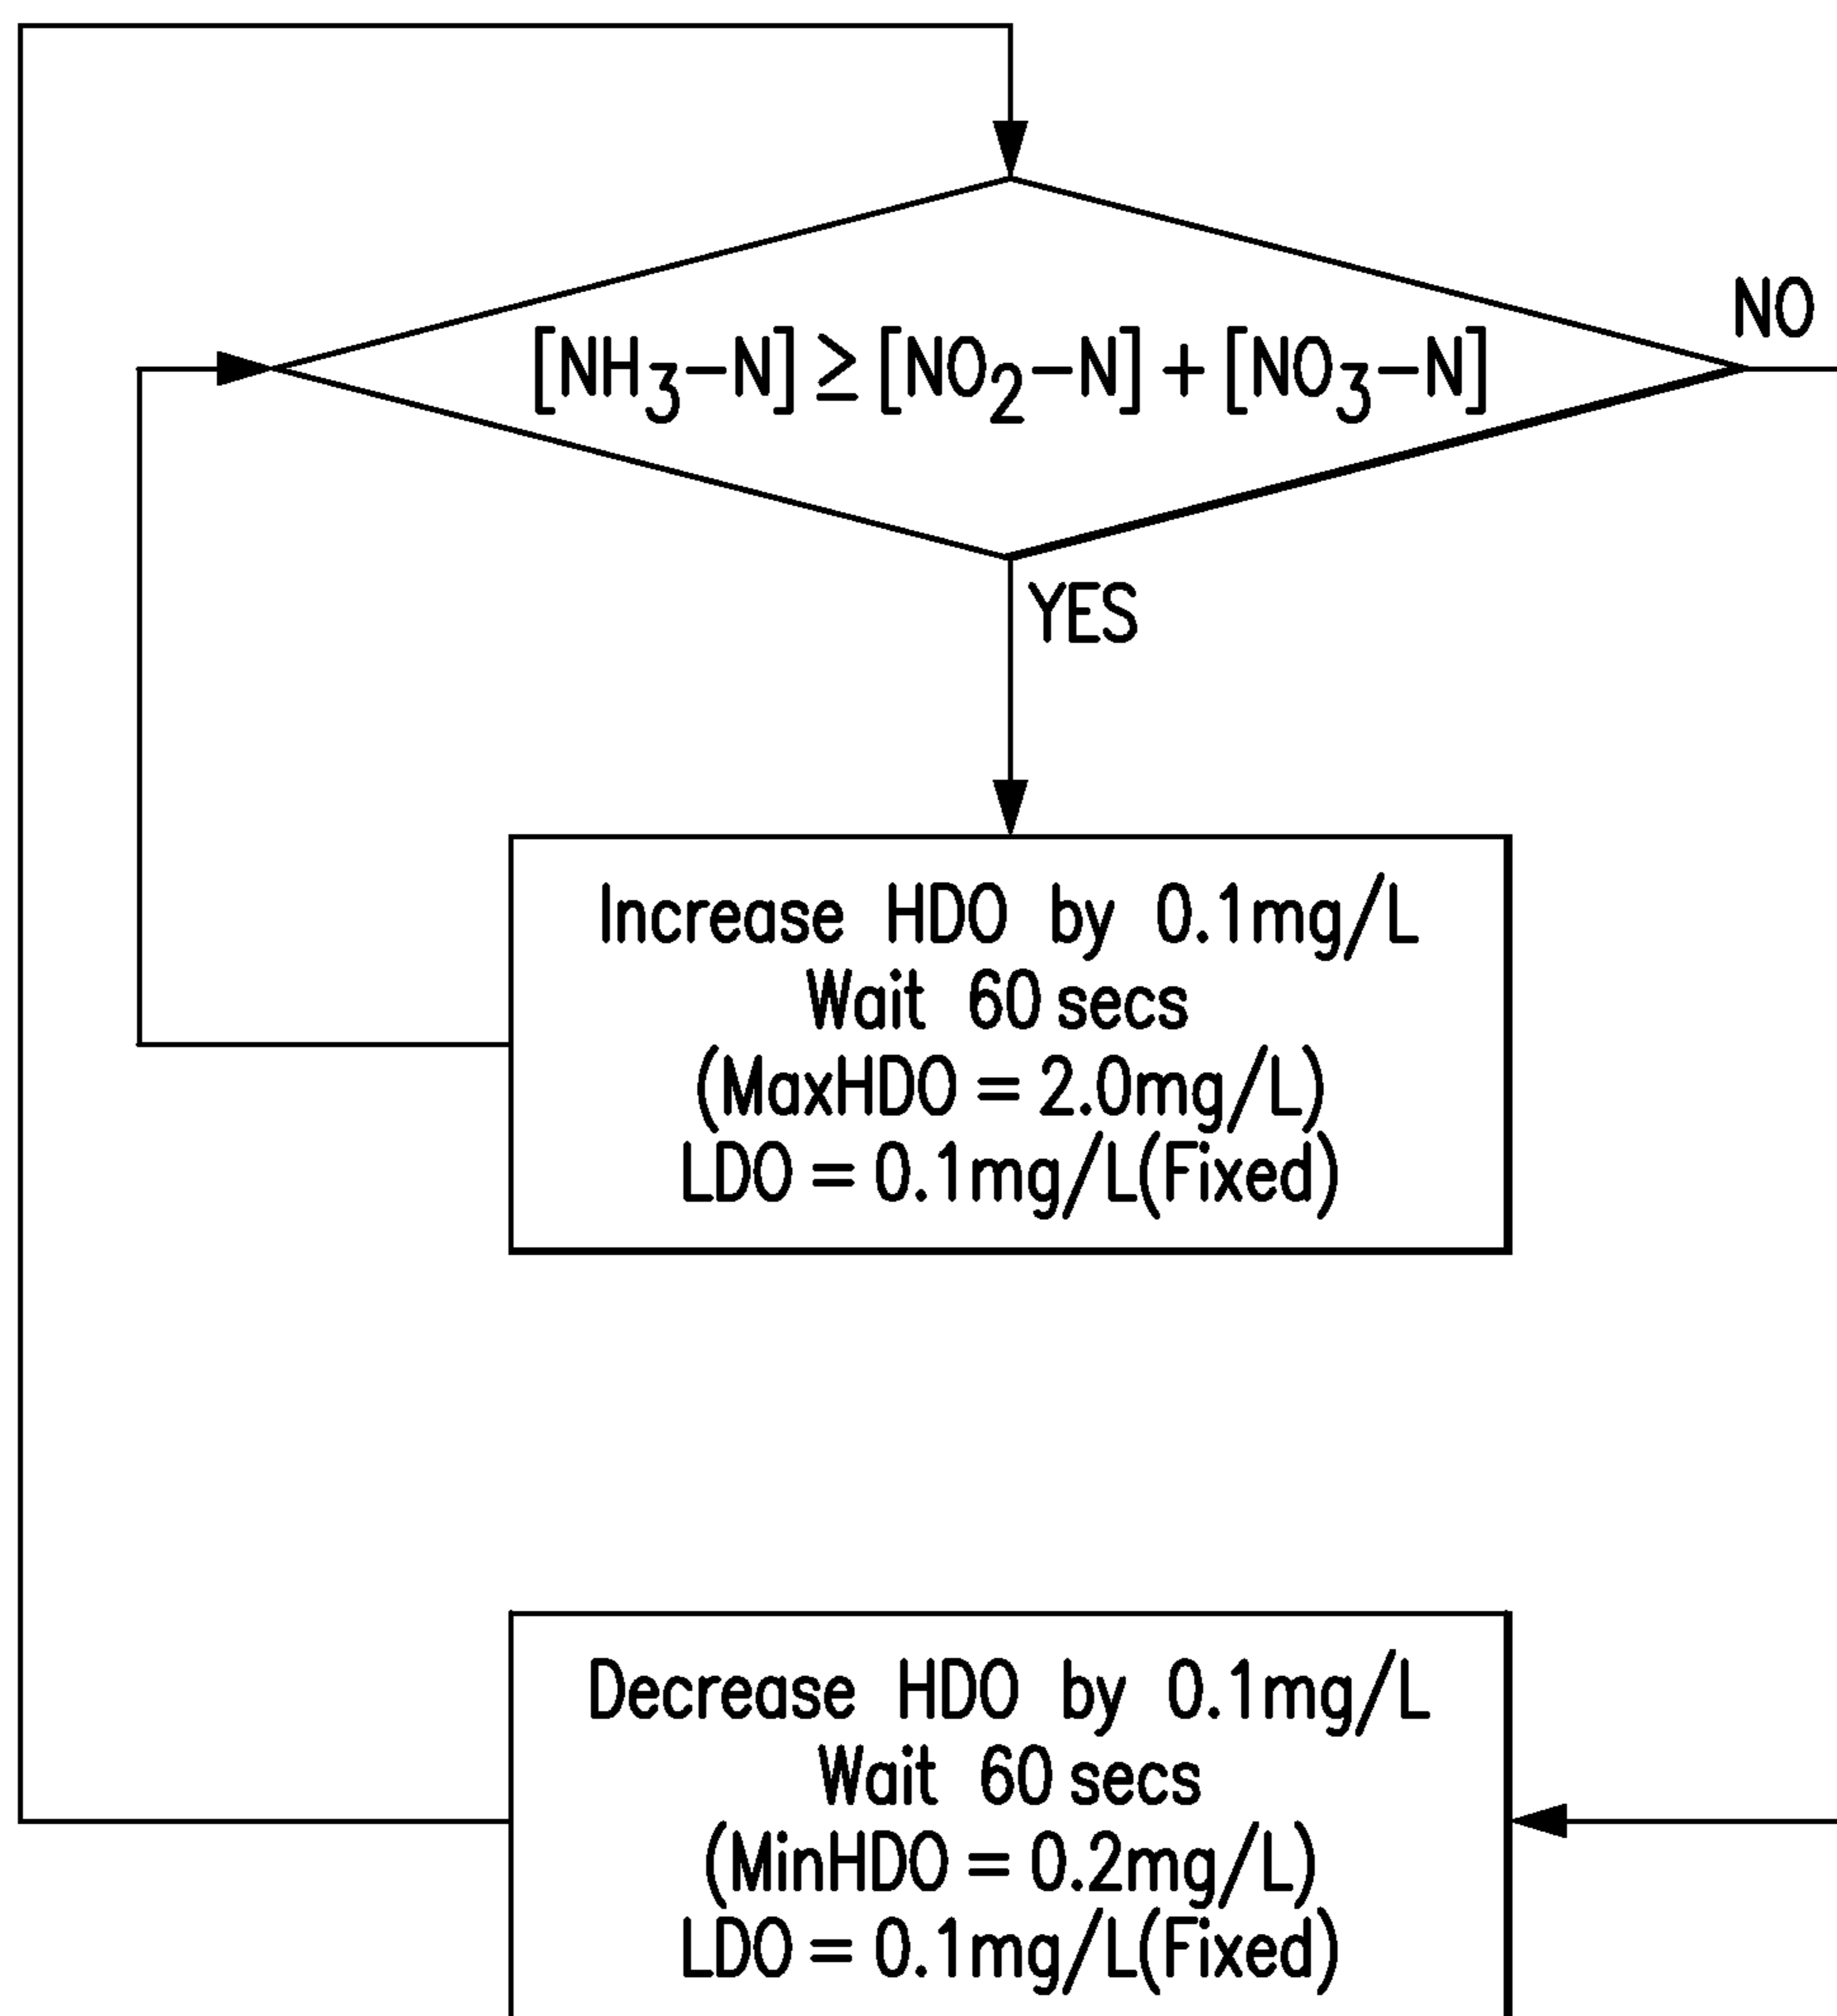 NO
[NH₃−N] ≥ [NO₂−N] + [NO₃−N]
YES
Increase HDO by 0.1mg/L
Wait 60 secs
(MaxHDO = 2.0mg/L)
LDO = 0.1mg/L(Fixed)
Decrease HDO by 0.1mg/L
Wait 60 secs
(MinHDO = 0.2mg/L)
LDO = 0.1mg/L(Fixed)